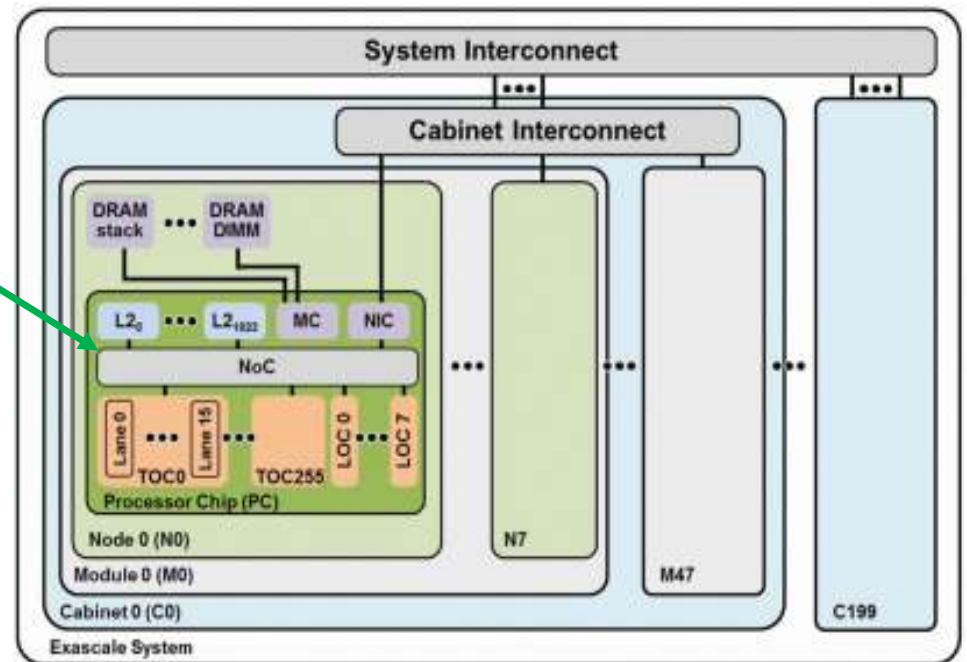 System Interconnect
Cabinet Interconnect
DRAM stack
DRAM DIMM
L2₀
L2₁₀₂₂
MC
NIC
NoC
Lane 0
Lane 15
TOC0
TOC255
LOC 0
LOC 7
Processor Chip (PC)
Node 0 (N0)
N7
Module 0 (M0)
M47
Cabinet 0 (C0)
C199
Exascale System